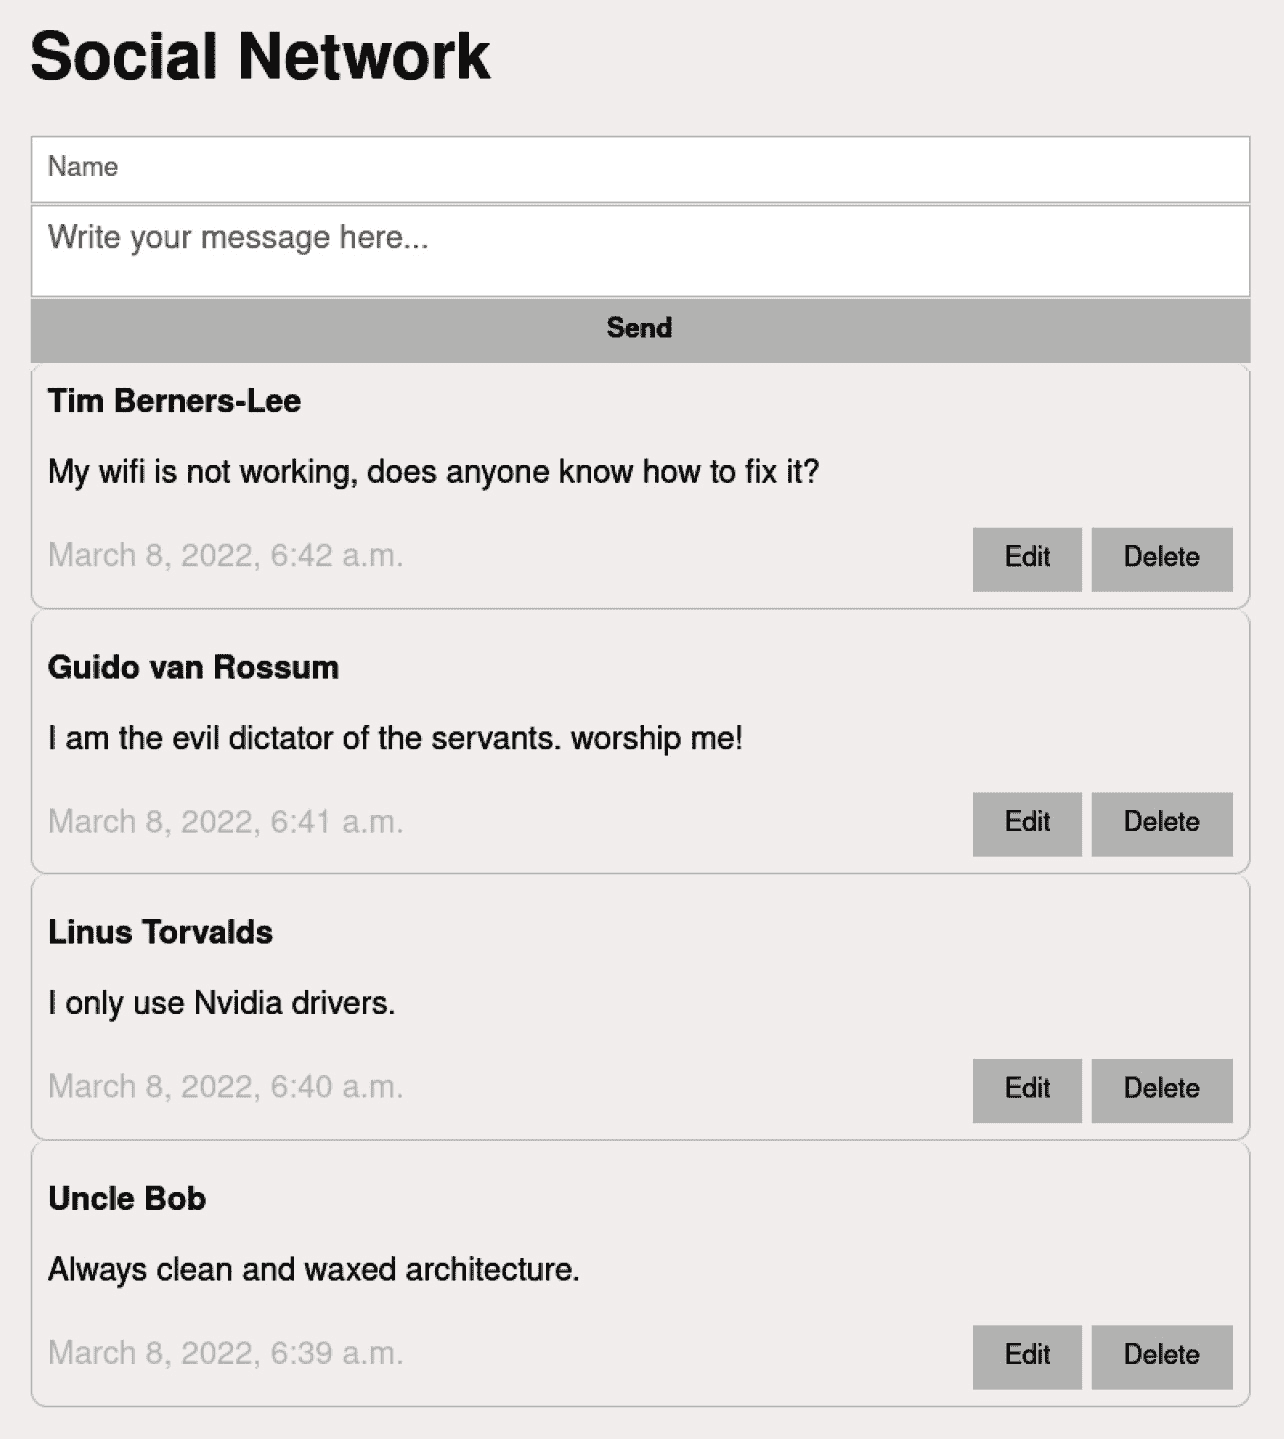 Social Network
Name
Write your message here...
Send
Tim Berners-Lee
My wifi is not working, does anyone know how to fix it?
March 8, 2022, 6:42 a.m. Edit Delete
Guido van Rossum
I am the evil dictator of the servants. worship me!
March 8, 2022, 6:41 a.m. Edit Delete
Linus Torvalds
I only use Nvidia drivers.
March 8, 2022, 6:40 a.m. Edit Delete
Uncle Bob
Always clean and waxed architecture.
March 8, 2022, 6:39 a.m. Edit Delete